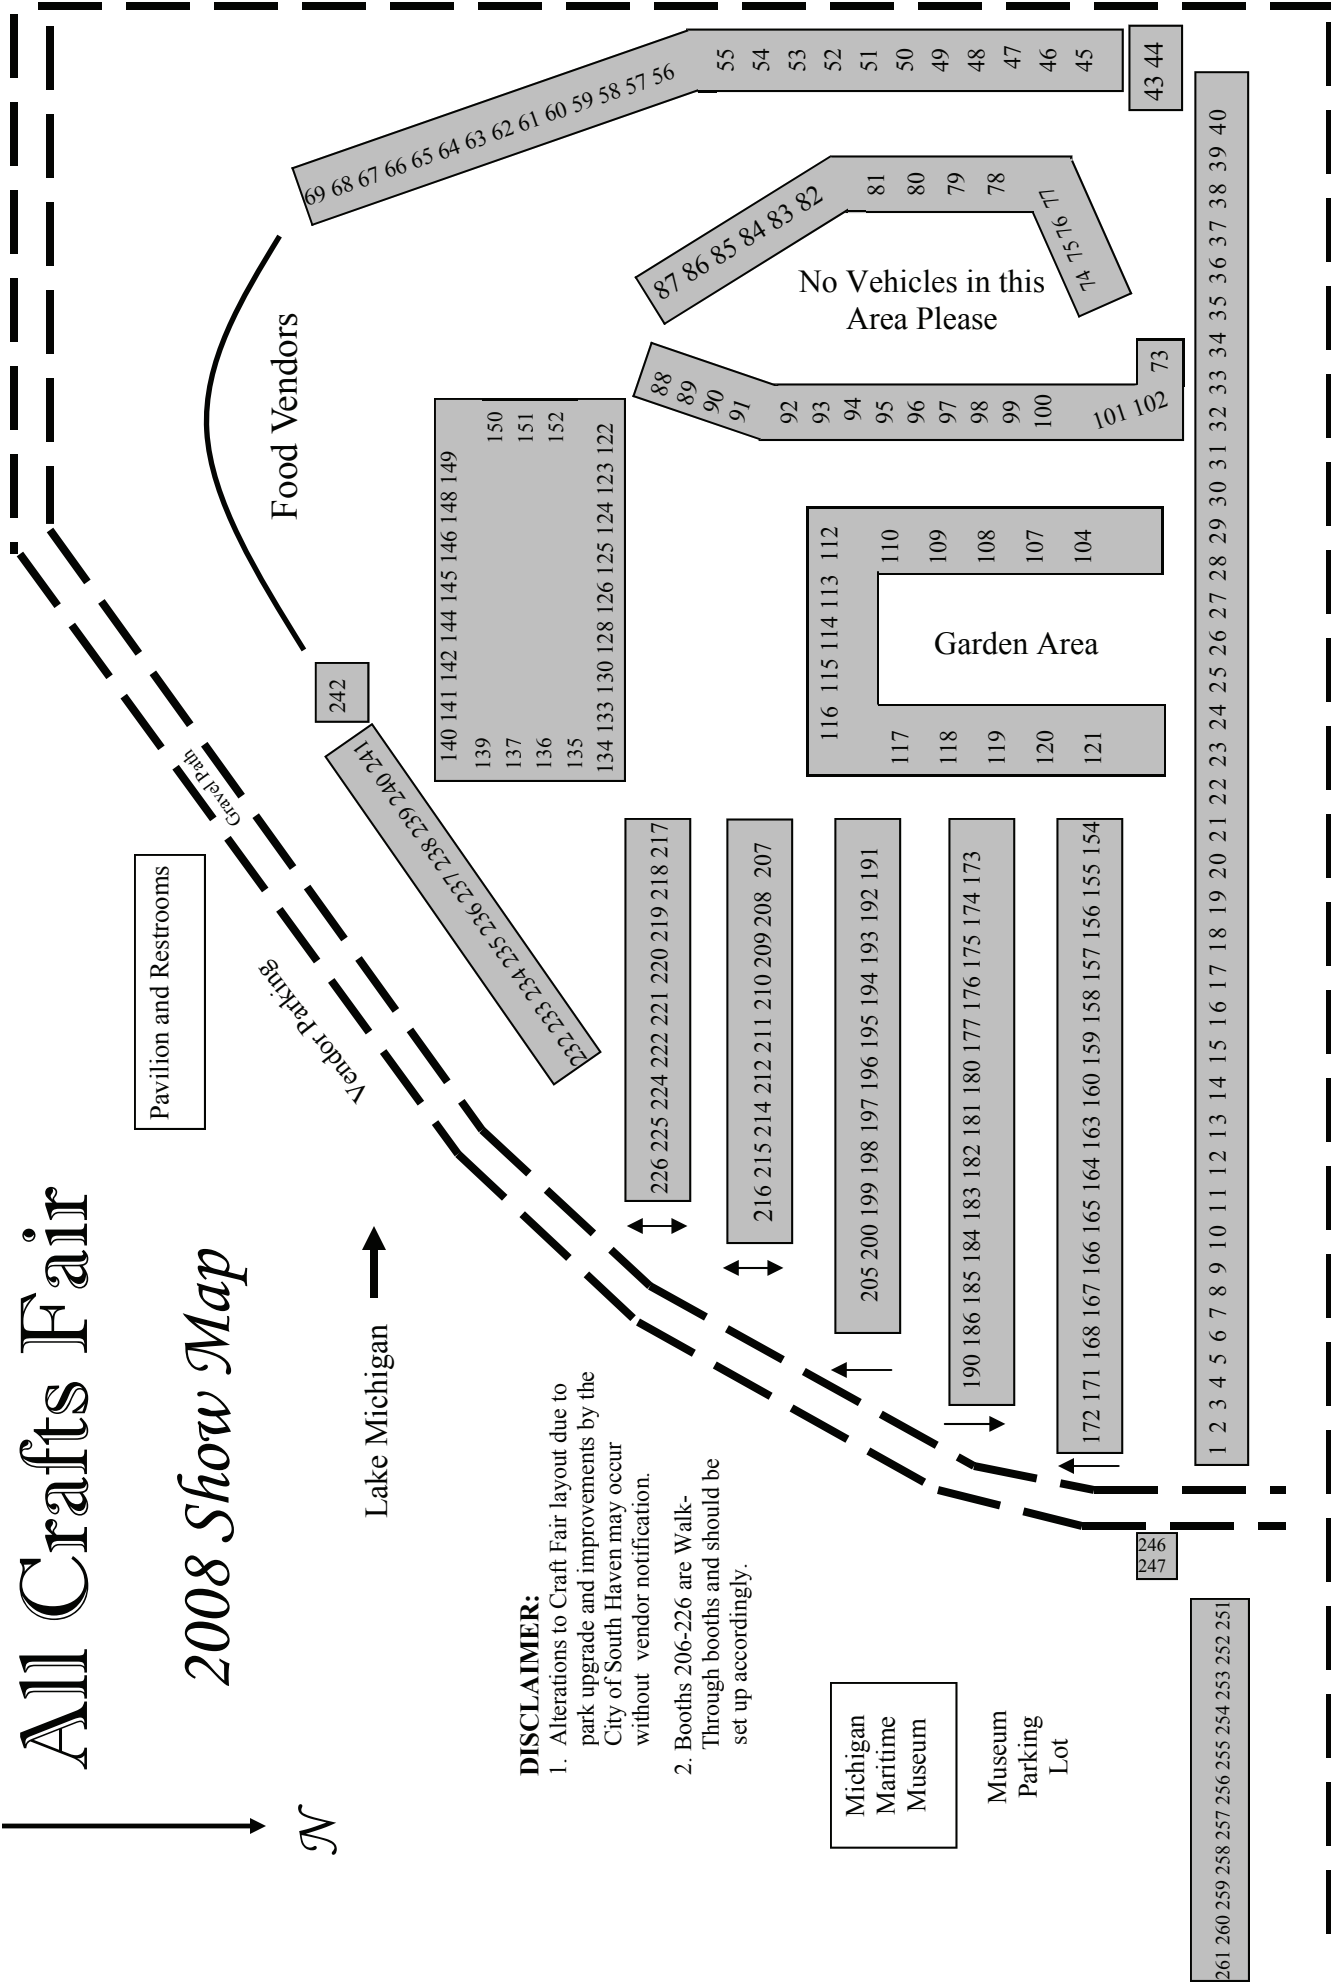 All Crafts Fair
2008 Show Map
N
Lake Michigan
Pavilion and Restrooms
Gravel Path
Vendor Parking
Food Vendors
DISCLAIMER:
1. Alterations to Craft Fair layout due to
park upgrade and improvements by the
City of South Haven may occur
without vendor notification.
2. Booths 206-226 are Walk-
Through booths and should be
set up accordingly.
Michigan
Maritime
Museum
Museum
Parking
Lot
69 68 67 66 65 64 63 62 61 60 59 58 57 56
55
54
53
52
51
50
49
48
47
46
45
43 44
87 86 85 84 83 82
81
80
79
78
74 75 76 77
No Vehicles in this
Area Please
88
89
90
91
92
93
94
95
96
97
98
99
100
101 102
73
242
232 233 234 235 236 237 238 239 240 241
140 141 142 144 145 146 148 149
139
137
136
135
150
151
152
134 133 130 128 126 125 124 123 122
116 115 114 113 112
117
118
119
120
121
110
109
108
107
104
Garden Area
226 225 224 222 221 220 219 218 217
216 215 214 212 211 210 209 208 207
205 200 199 198 197 196 195 194 193 192 191
190 186 185 184 183 182 181 180 177 176 175 174 173
172 171 168 167 166 165 164 163 160 159 158 157 156 155 154
246
247
261 260 259 258 257 256 255 254 253 252 251
1 2 3 4 5 6 7 8 9 10 11 12 13 14 15 16 17 18 19 20 21 22 23 24 25 26 27 28 29 30 31 32 33 34 35 36 37 38 39 40